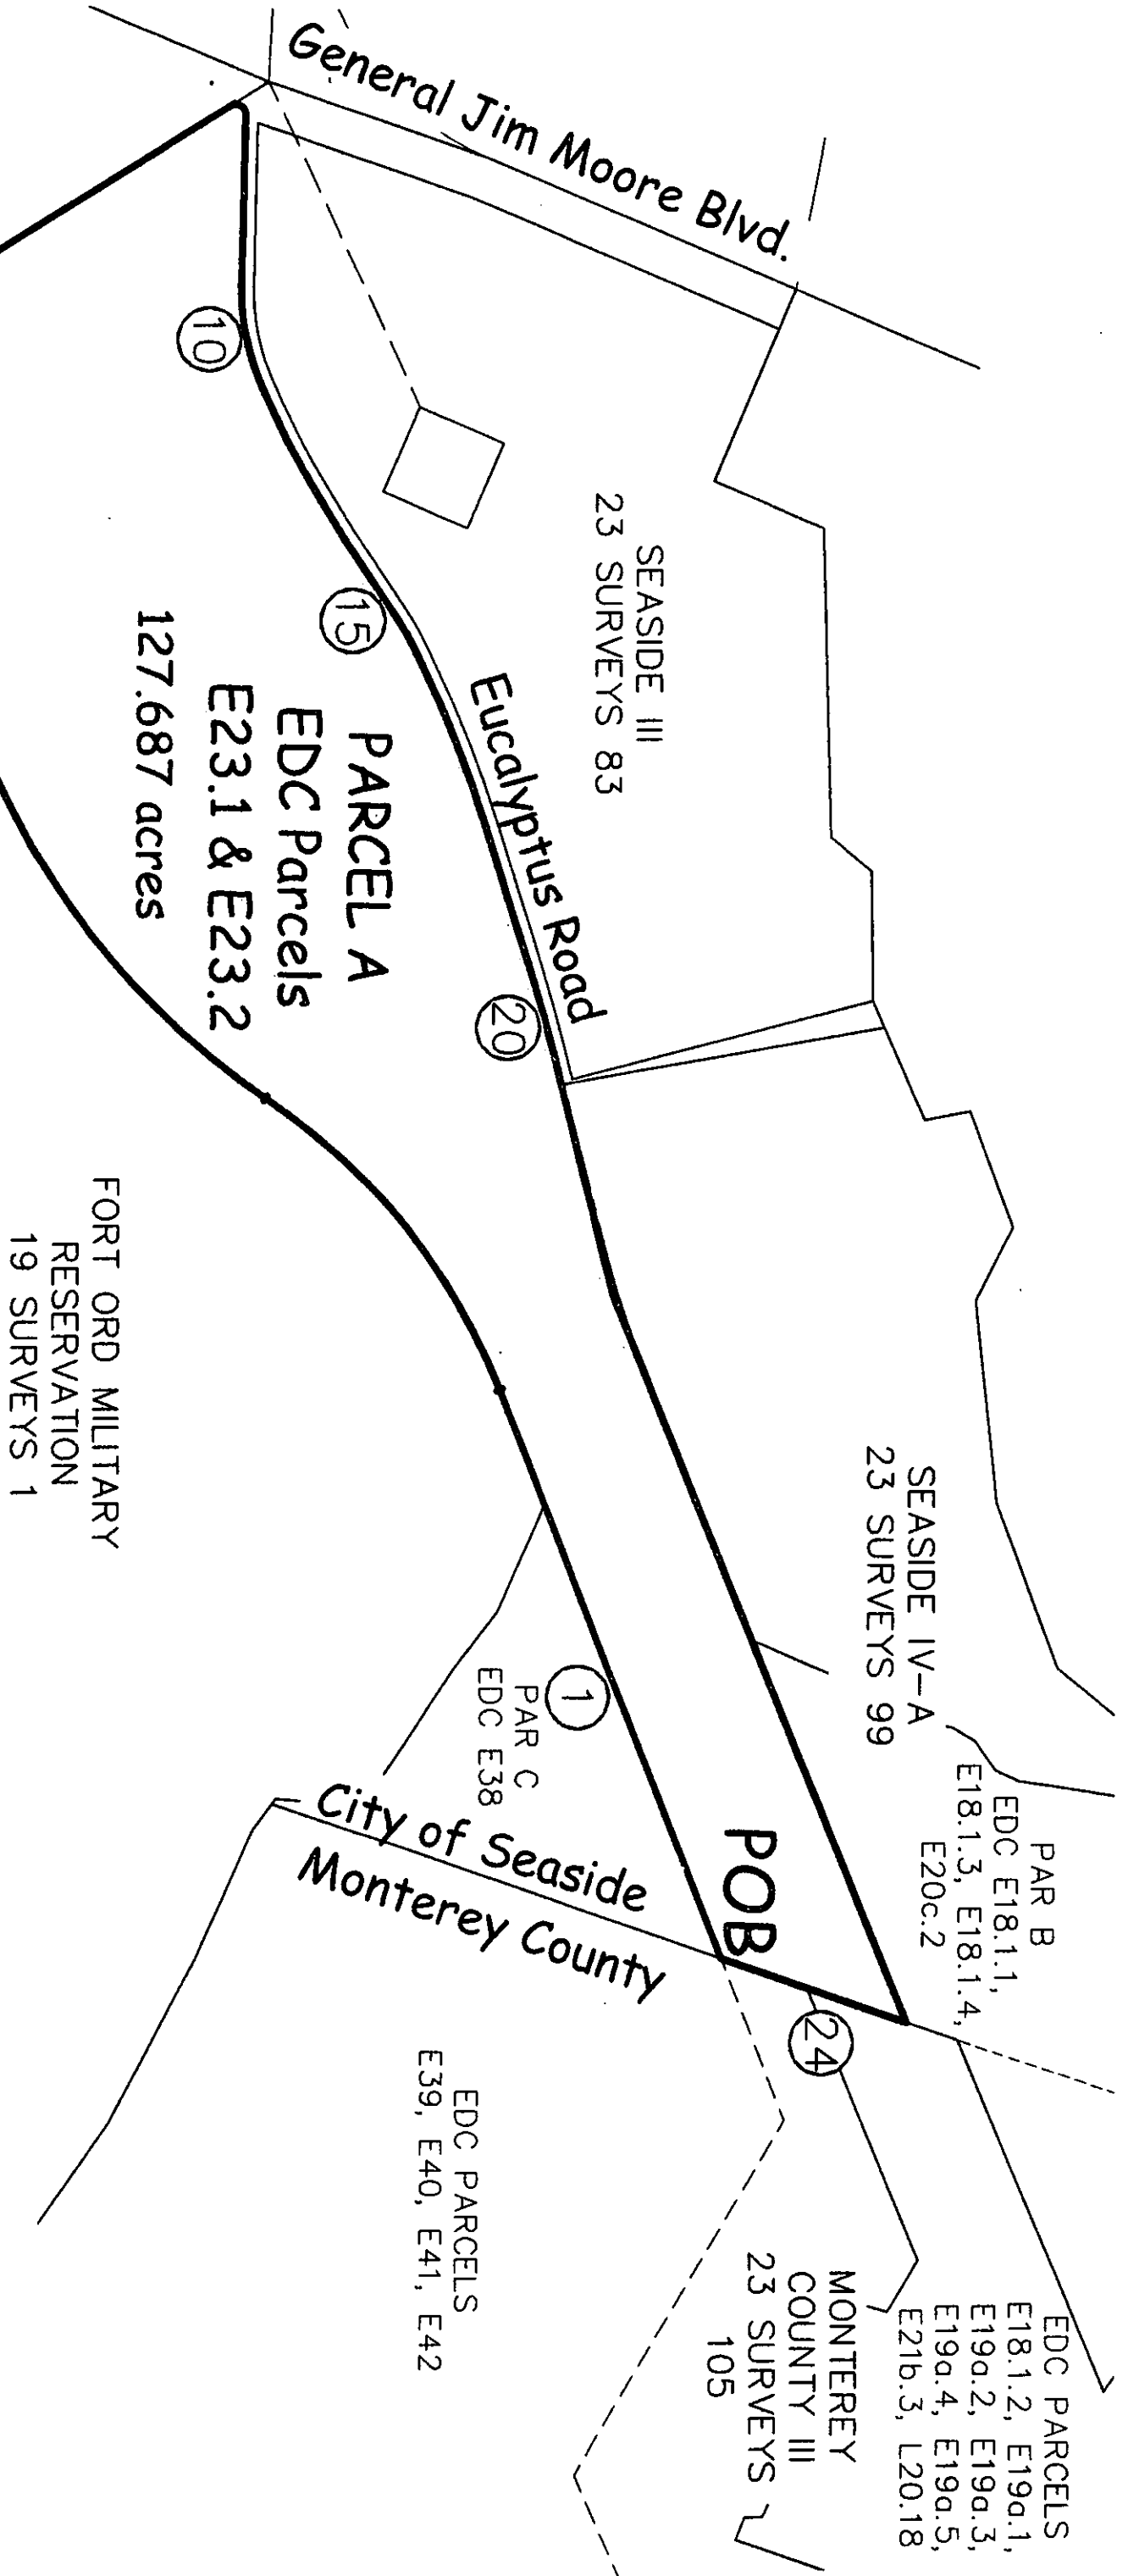 General Jim Moore Blvd.
SEASIDE III
23 SURVEYS 83
Eucalyptus Road
10
15
20
PARCEL A
EDC Parcels
E23.1 & E23.2
127.687 acres
FORT ORD MILITARY
RESERVATION
19 SURVEYS 1
SEASIDE IV-A
23 SURVEYS 99
PAR B
EDC E18.1.1,
E18.1.3, E18.1.4,
E20c.2
1
PAR C
EDC E38
City of Seaside
Monterey County
POB
24
EDC PARCELS
E18.1.2, E19a.1,
E19a.2, E19a.3,
E19a.4, E19a.5,
E21b.3, L20.18
MONTEREY
COUNTY III
23 SURVEYS
105
EDC PARCELS
E39, E40, E41, E42